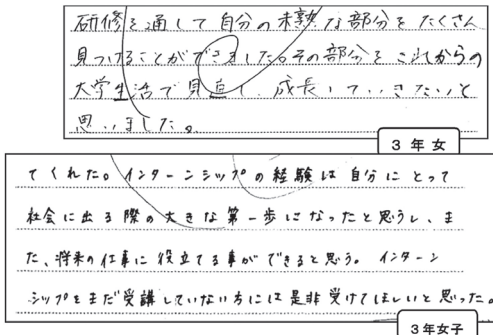 研修を通して自分の未熟な部分をたくさん
見つけることができました。その部分をこれからの
大学生活で見直し、成長していきたいと
思いました。
3年女
てくれた。インターンシップの経験は自分にとって
社会に出る際の大きな第一歩になったと思うし、ま
た、将来の仕事に役立てる事ができると思う。インターン
シップをまだ受講していない方には是非受けてほしいと思った。
3年女子